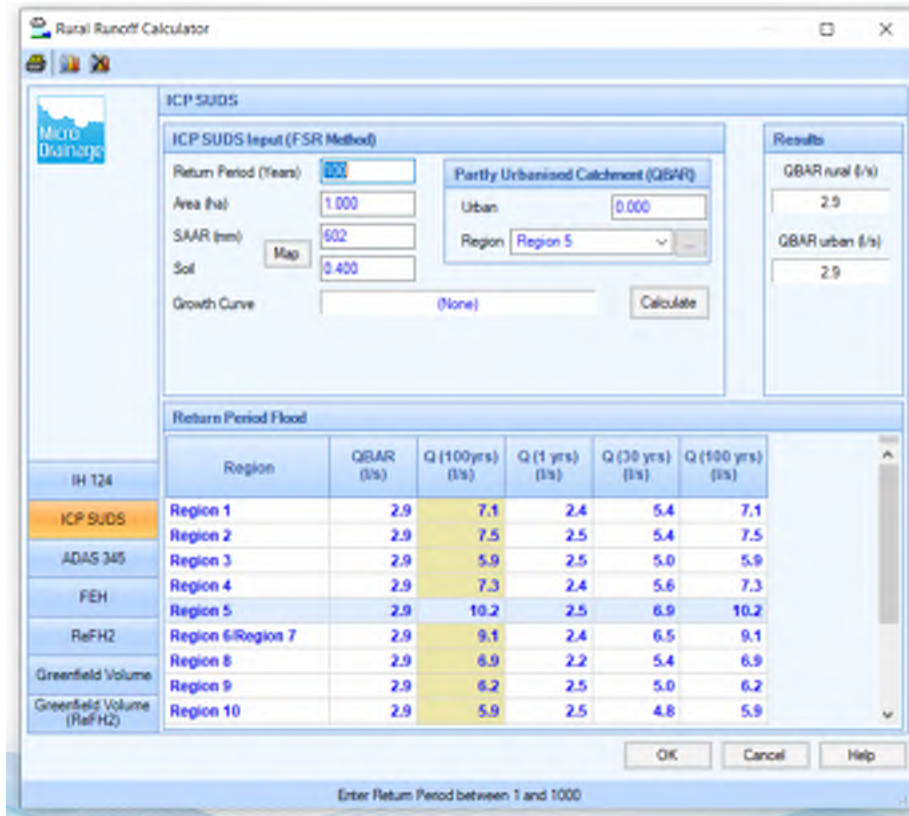 Rural Runoff Calculator
Micro Drainage
ICP SUDS
ICP SUDS Input (FSR Method)
Return Period (Years) 100
Area (ha) 1.000
SAAR (mm) 602
Map
Soil 0.400
Growth Curve (None)
Partly Urbanised Catchment (QBAR)
Urban 0.000
Region Region 5 ...
Calculate
Results
QBAR rural (l/s)
2.9
QBAR urban (l/s)
2.9
IH 124
ICP SUDS
ADAS 345
FEH
ReFH2
Greenfield Volume
Greenfield Volume (ReFH2)
Return Period Flood
Region QBAR (l/s) Q (100yrs) (l/s) Q (1 yrs) (l/s) Q (30 yrs) (l/s) Q (100 yrs) (l/s)
Region 1 2.9 7.1 2.4 5.4 7.1
Region 2 2.9 7.5 2.5 5.4 7.5
Region 3 2.9 5.9 2.5 5.0 5.9
Region 4 2.9 7.3 2.4 5.6 7.3
Region 5 2.9 10.2 2.5 6.9 10.2
Region 6/Region 7 2.9 9.1 2.4 6.5 9.1
Region 8 2.9 6.9 2.2 5.4 6.9
Region 9 2.9 6.2 2.5 5.0 6.2
Region 10 2.9 5.9 2.5 4.8 5.9
OK Cancel Help
Enter Return Period between 1 and 1000